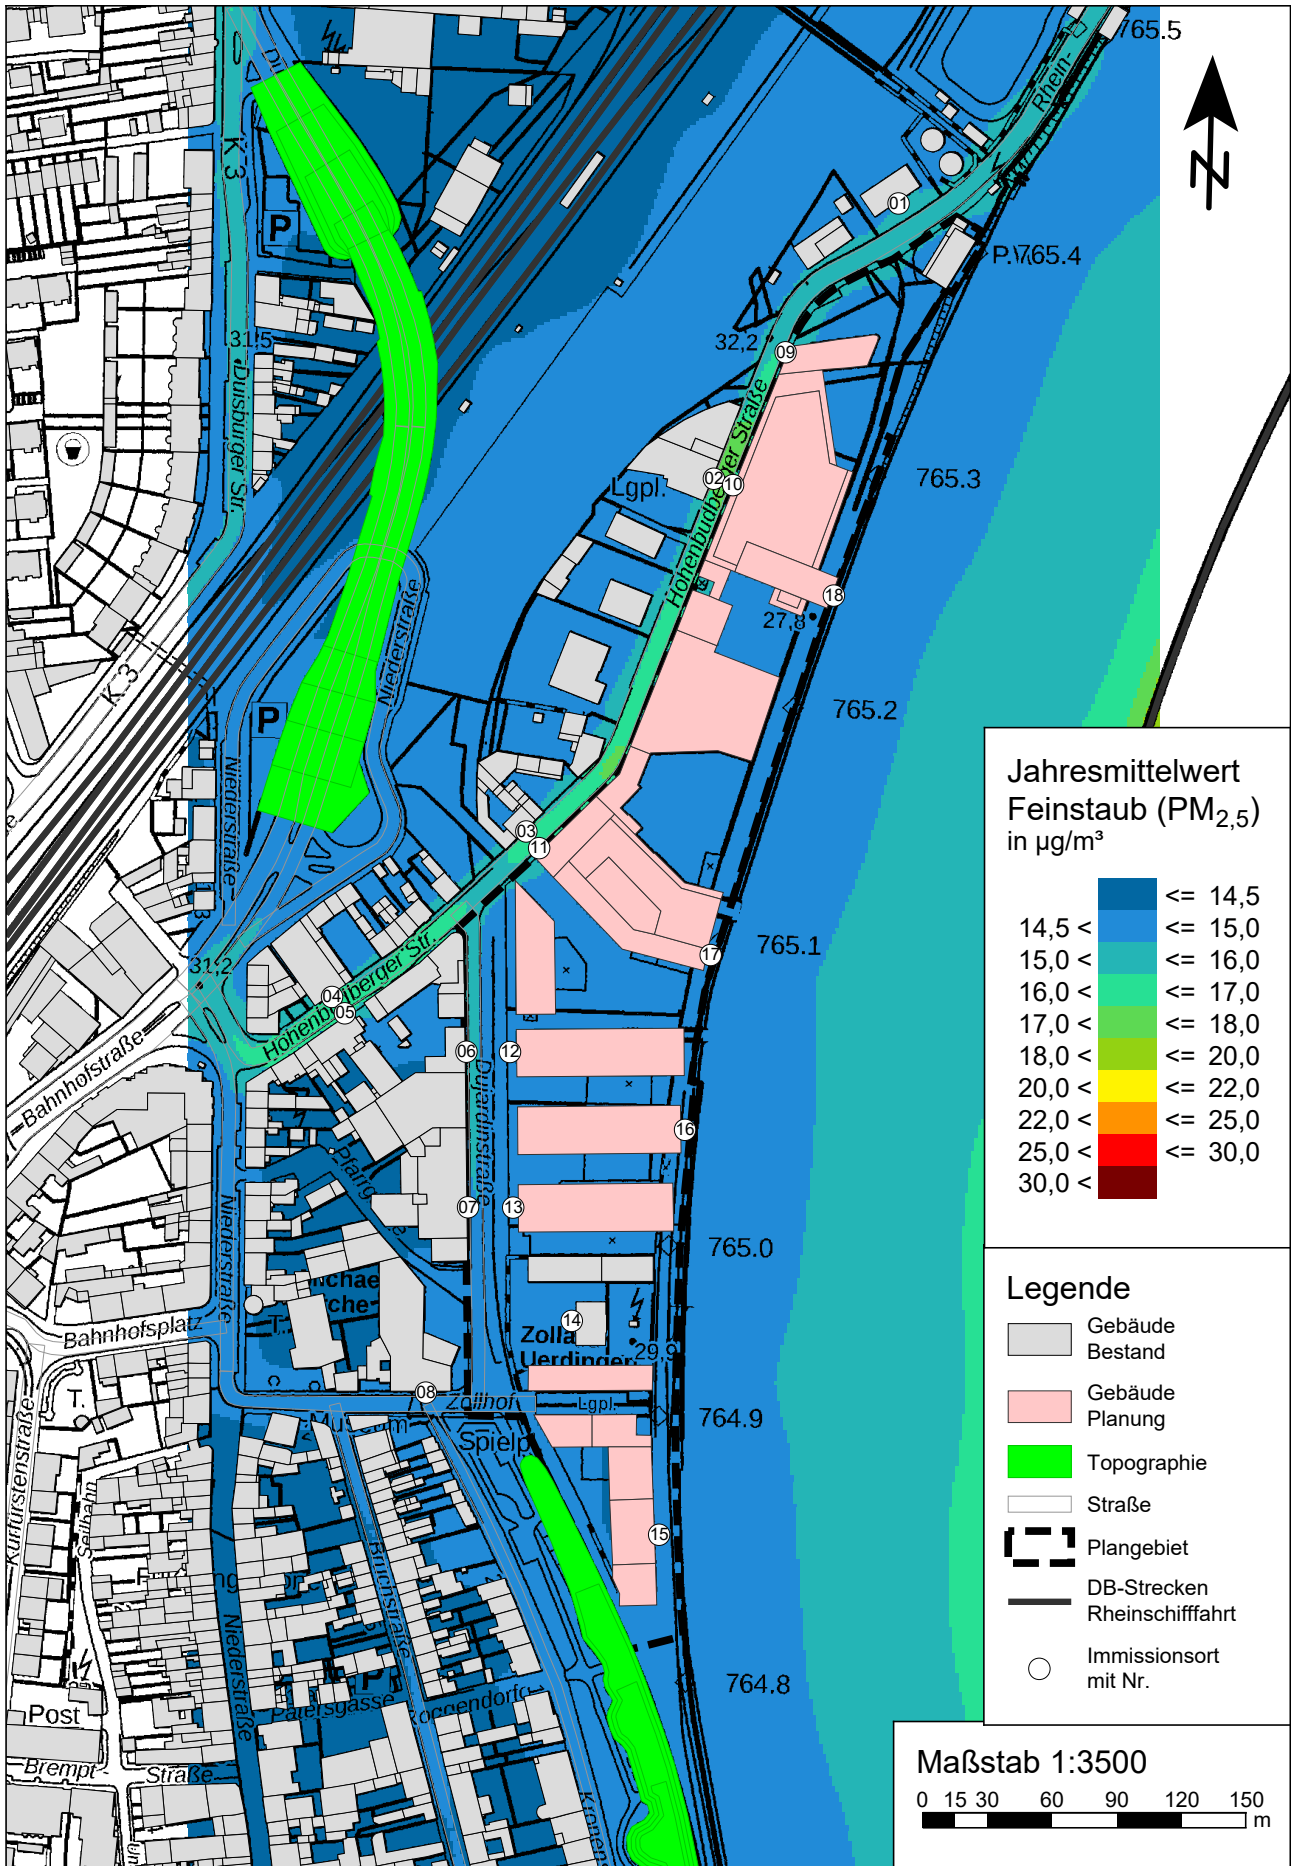 765.5
Rhein-
K 3
P
01
P.W
765.4
31,5
32,2
09
Duisburger Str.
Hohenbudberger Straße
02
10
Lgpl.
765.3
18
27,8
Niederstraße
K 3
765.2
P
Niederstraße
03
11
765.1
17
31,2
Hohenbudberger Str.
04
05
Bahnhofstraße
06
12
Dujardinstraße
16
07
13
765.0
Niederstraße
Bahnhofsplatz
T.
14
Zolla
Uerdingen
29,9
08
Zollhof
Lgpl.
764.9
Museum
Spielp
T.
Kurfürstenstraße
Seilbahn
15
Bruchstraße
Niederstraße
P
764.8
Patersgasse
Post
Brempt-
Straße
Jahresmittelwert
Feinstaub (PM2,5)
in µg/m³
<= 14,5
14,5 < <= 15,0
15,0 < <= 16,0
16,0 < <= 17,0
17,0 < <= 18,0
18,0 < <= 20,0
20,0 < <= 22,0
22,0 < <= 25,0
25,0 < <= 30,0
30,0 <
Legende
Gebäude
Bestand
Gebäude
Planung
Topographie
Straße
Plangebiet
DB-Strecken
Rheinschifffahrt
Immissionsort
mit Nr.
Maßstab 1:3500
0 15 30 60 90 120 150
m